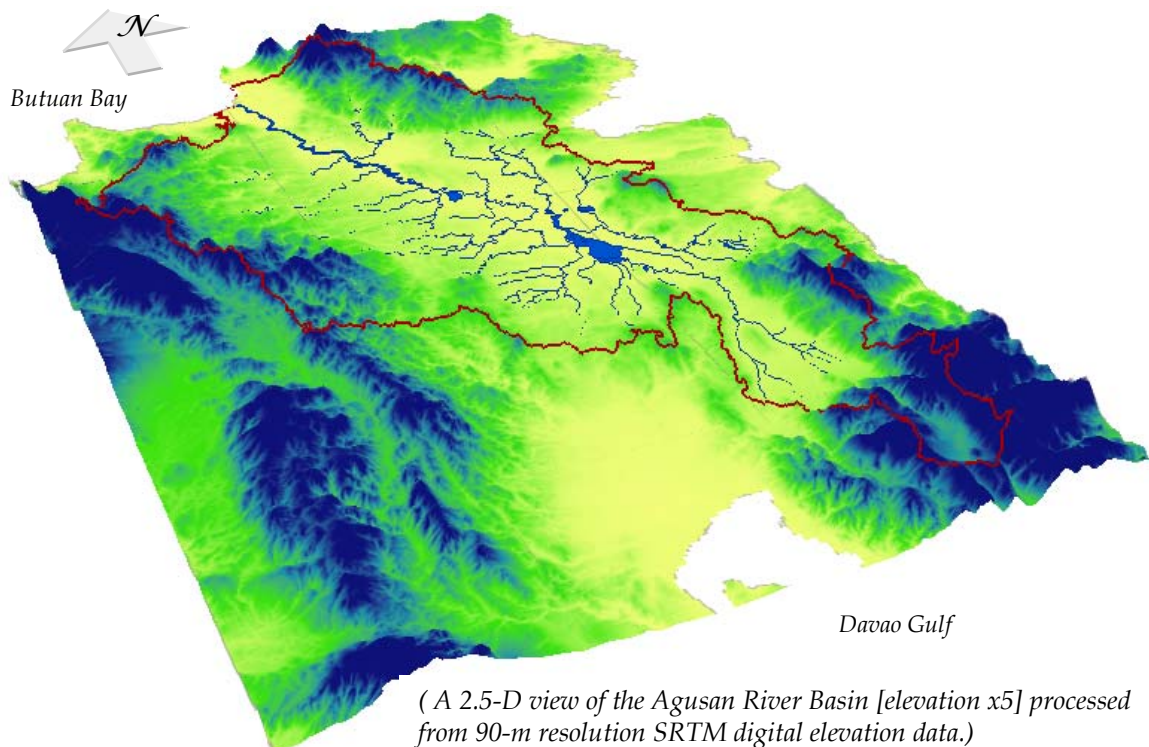 N
Butuan Bay
Davao Gulf
( A 2.5-D view of the Agusan River Basin [elevation x5] processed
from 90-m resolution SRTM digital elevation data.)